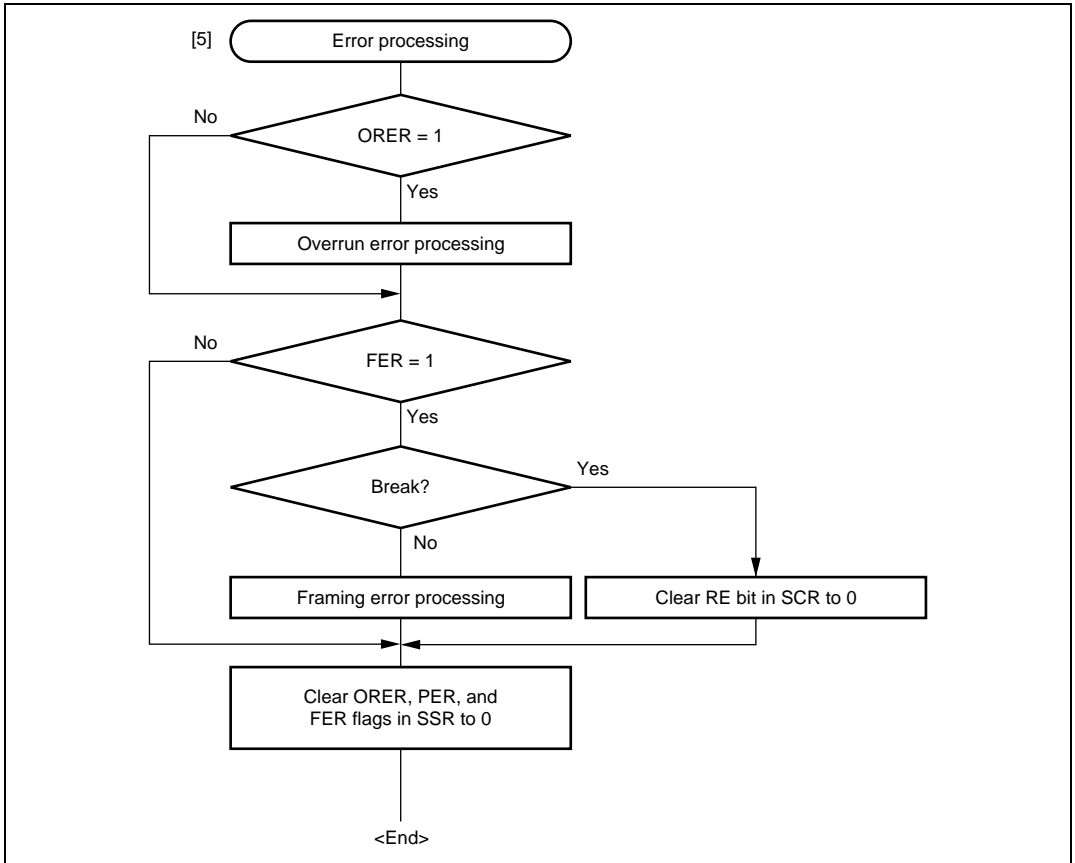 [5] Error processing
No
ORER = 1
Yes
Overrun error processing
No
FER = 1
Yes
Break?
Yes
No
Framing error processing
Clear RE bit in SCR to 0
Clear ORER, PER, and
FER flags in SSR to 0
<End>